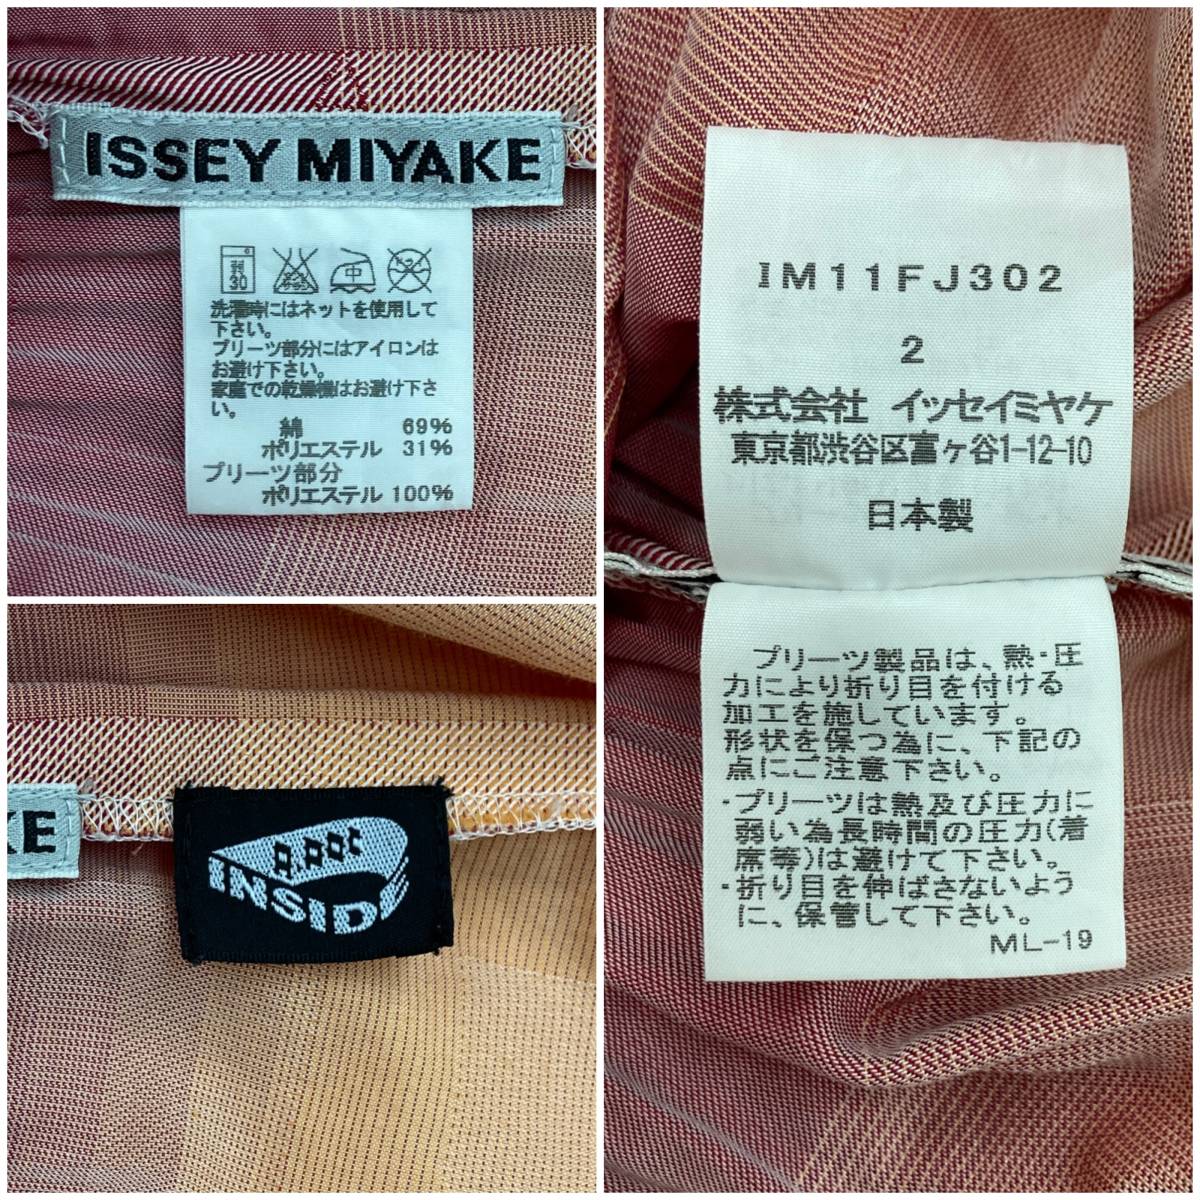 ISSEY MIYAKE
弱
30
エンソ
サラシ
中
洗濯時にはネットを使用して
下さい。
プリーツ部分にはアイロンは
お避け下さい。
家庭での乾燥機はお避け下さ
い。
綿 69%
ポリエステル 31%
プリーツ部分
ポリエステル 100%
KE
A.POC
INSIDE
IM11FJ302
2
株式会社 イッセイミヤケ
東京都渋谷区富ヶ谷1-12-10
日本製
プリーツ製品は、熱・圧
力により折り目を付ける
加工を施しています。
形状を保つ為に、下記の
点にご注意下さい。
・プリーツは熱及び圧力に
弱い為長時間の圧力(着
席等)は避けて下さい。
・折り目を伸ばさないよう
に、保管して下さい。
ML-19